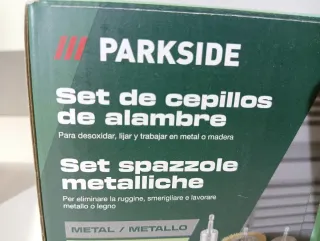 /// PARKSIDE
Set de cepillos
de alambre
Para desoxidar, lijar y trabajar en metal o madera
Set spazzole
metalliche
Per eliminare la ruggine, smerigliare e lavorare
metallo o legno
METAL / METALLO